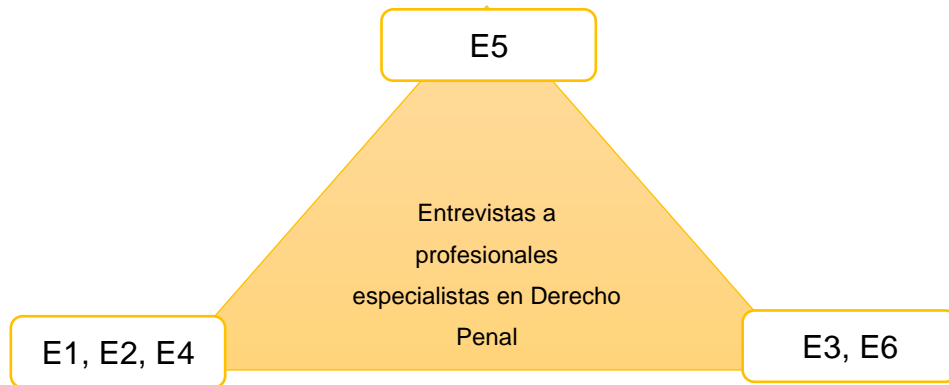 E5
Entrevistas a
profesionales
especialistas en Derecho
Penal
E1, E2, E4
E3, E6